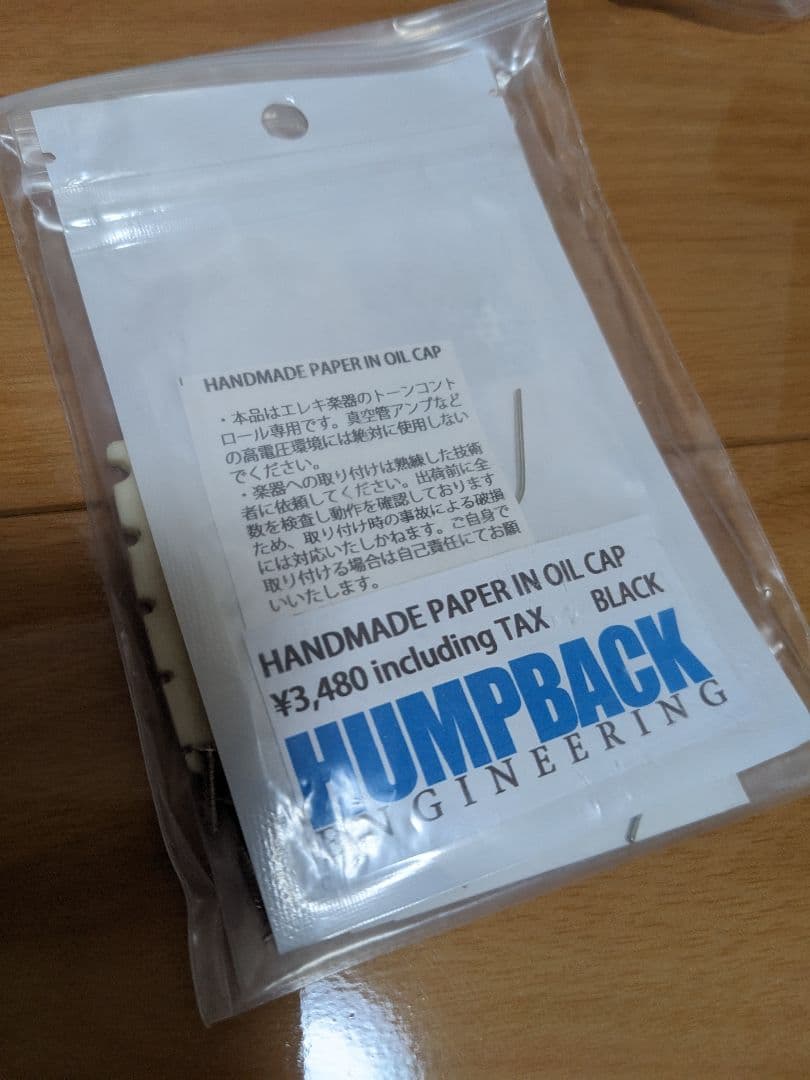 HANDMADE PAPER IN OIL CAP
・本品はエレキ楽器のトーンコント
ロール専用です。真空管アンプなど
の高電圧環境には絶対に使用しない
でください。
・楽器への取り付けは熟練した技術
者に依頼してください。出荷前に全
数を検査し動作を確認しております
ため、取り付け時の事故による破損
には対応いたしかねます。ご自身で
取り付ける場合は自己責任にてお願
いいたします。
HANDMADE PAPER IN OIL CAP
¥3,480 including TAX BLACK
HUMPBACK
ENGINEERING